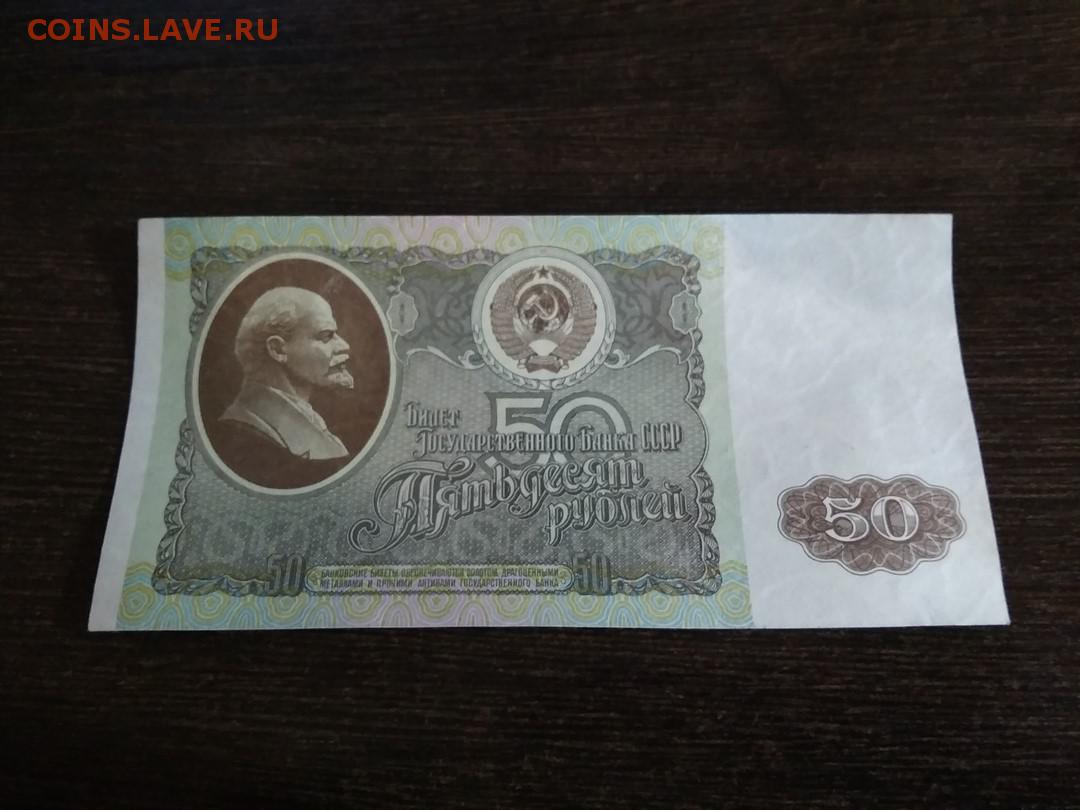 COINS.LAVE.RU
50
Билет
Государственного Банка СССР
Пятьдесят
рублей
50
50
БАНКОВСКИЕ БИЛЕТЫ ОБЕСПЕЧИВАЮТСЯ ЗОЛОТОМ, ДРАГОЦЕННЫМИ
МЕТАЛЛАМИ И ПРОЧИМИ АКТИВАМИ ГОСУДАРСТВЕННОГО БАНКА
50